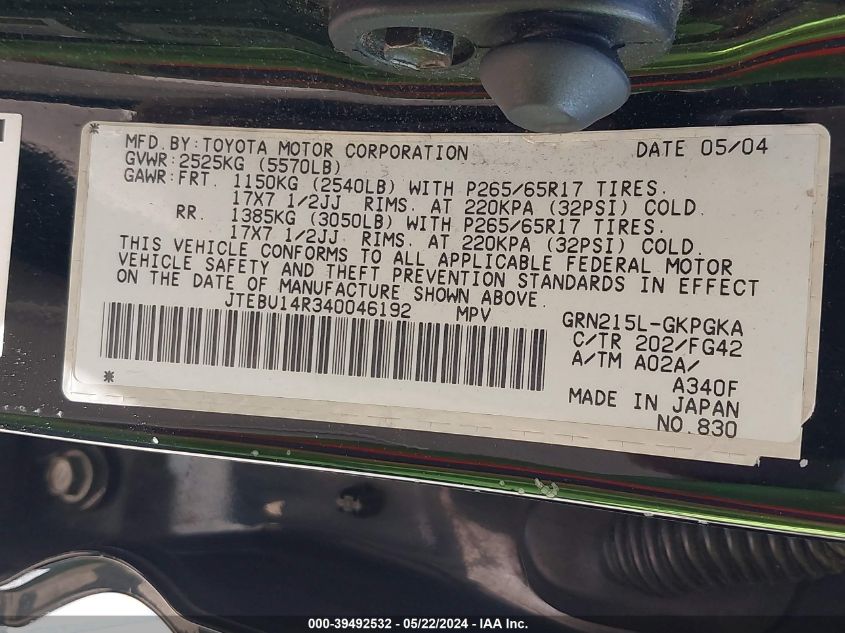 MFD.BY:TOYOTA MOTOR CORPORATION DATE 05/04
GVWR:2525KG (5570LB)
GAWR:FRT. 1150KG (2540LB) WITH P265/65R17 TIRES.
17X7 1/2JJ RIMS. AT 220KPA (32PSI) COLD.
RR. 1385KG (3050LB) WITH P265/65R17 TIRES.
17X7 1/2JJ RIMS. AT 220KPA (32PSI) COLD.
THIS VEHICLE CONFORMS TO ALL APPLICABLE FEDERAL MOTOR
VEHICLE SAFETY AND THEFT PREVENTION STANDARDS IN EFFECT
ON THE DATE OF MANUFACTURE SHOWN ABOVE.
JTEBU14R340046192 MPV
GRN215L-GKPGKA
C/TR 202/FG42
A/TM A02A/
A340F
MADE IN JAPAN
NO.830
000-39492532 - 05/22/2024 - IAA Inc.